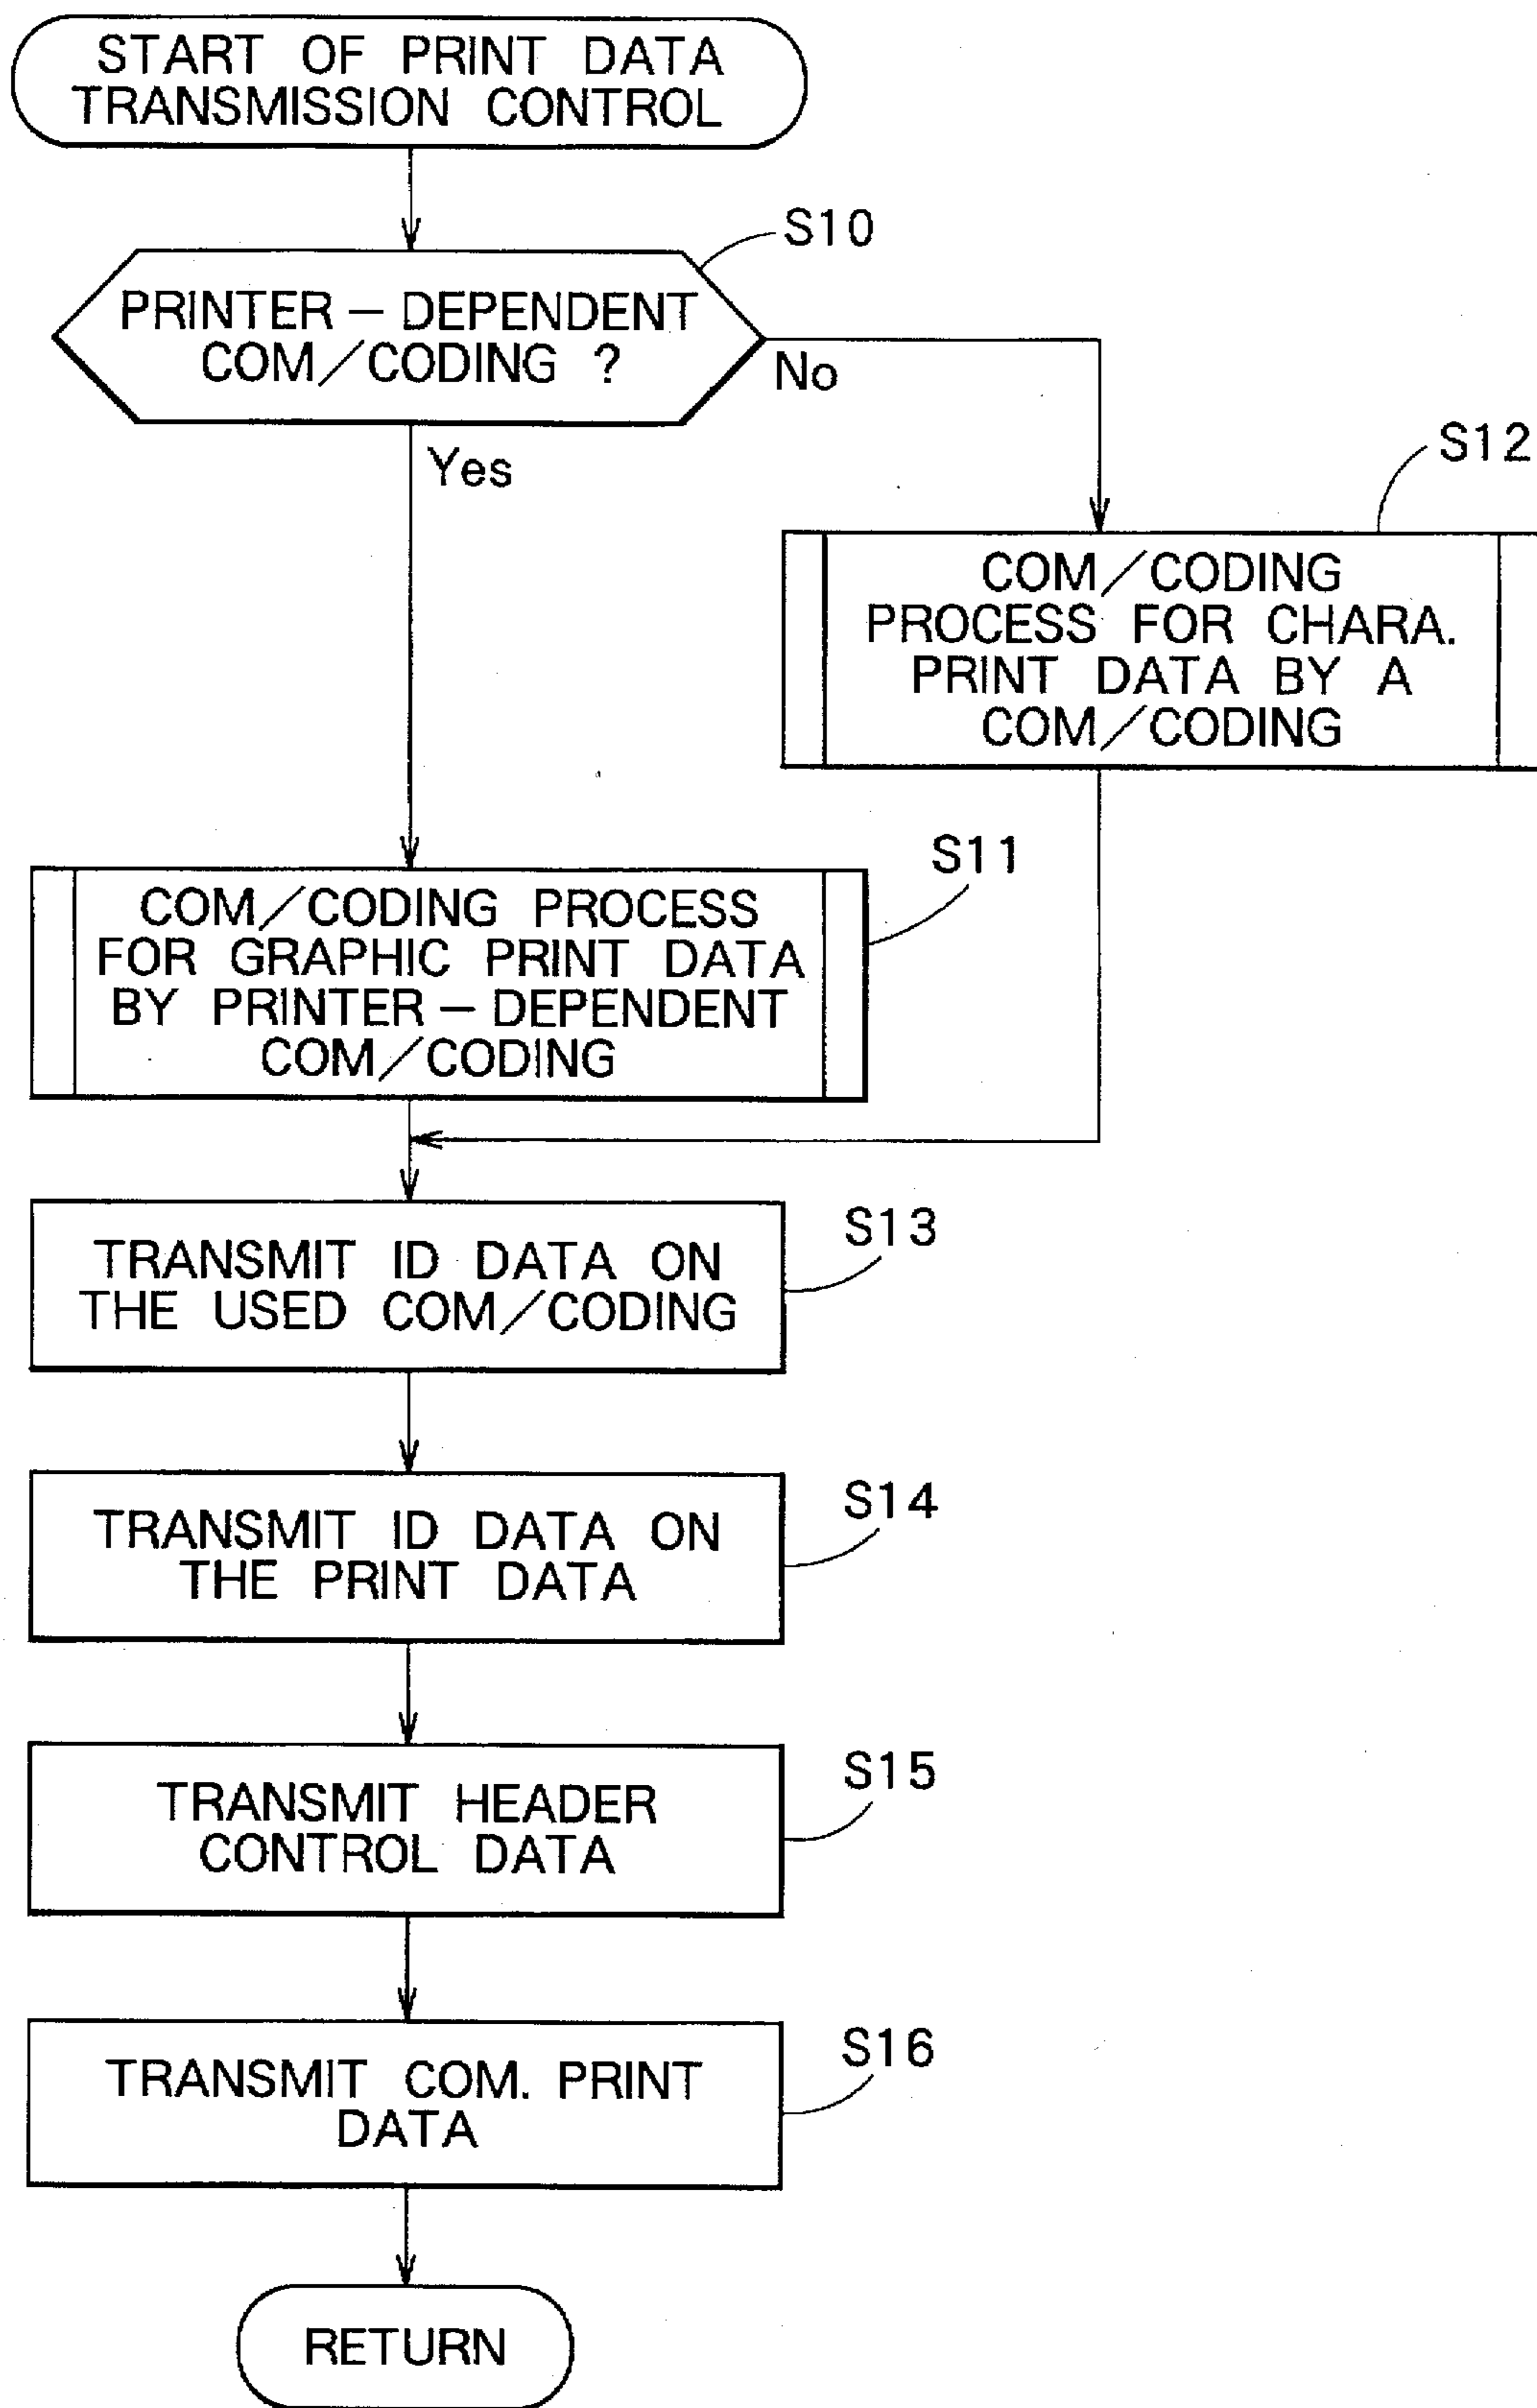 START OF PRINT DATA
TRANSMISSION CONTROL
S10
PRINTER – DEPENDENT
COM/CODING ?
No
Yes
S12
COM/CODING
PROCESS FOR CHARA.
PRINT DATA BY A
COM/CODING
S11
COM/CODING PROCESS
FOR GRAPHIC PRINT DATA
BY PRINTER – DEPENDENT
COM/CODING
S13
TRANSMIT ID DATA ON
THE USED COM/CODING
S14
TRANSMIT ID DATA ON
THE PRINT DATA
S15
TRANSMIT HEADER
CONTROL DATA
S16
TRANSMIT COM. PRINT
DATA
RETURN